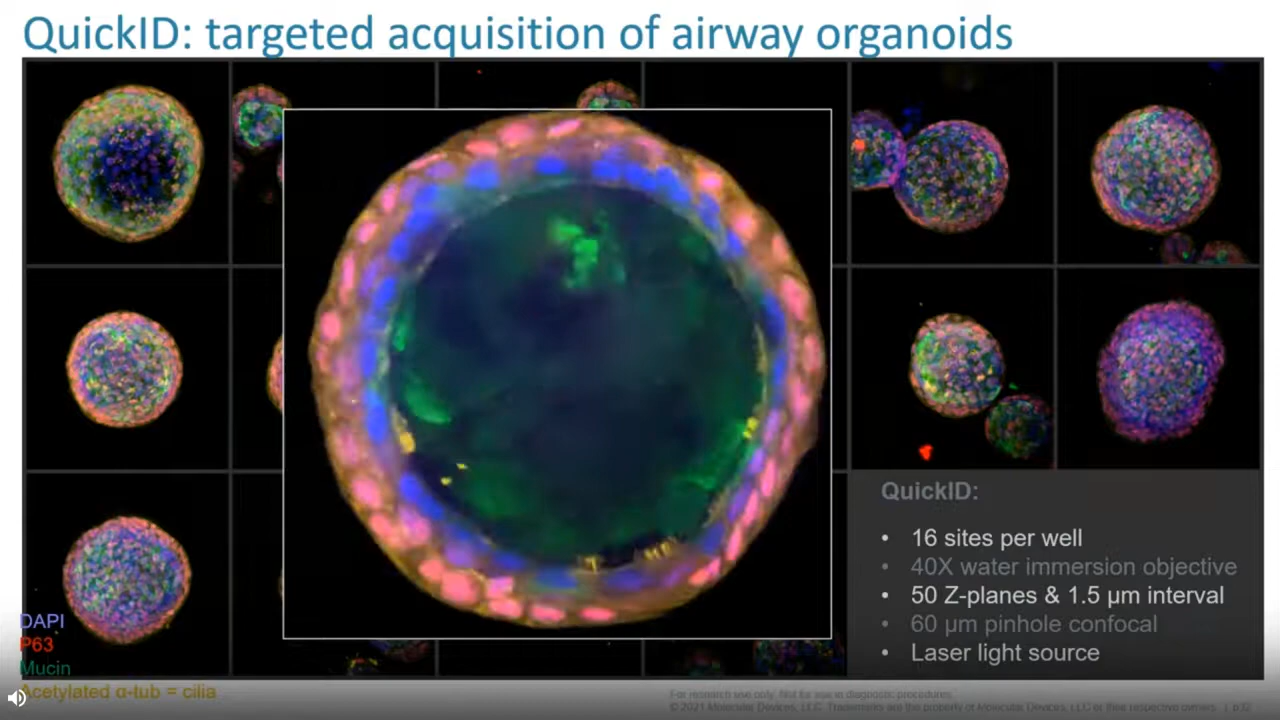 QuickID: targeted acquisition of airway organoids
QuickID:
• 16 sites per well
• 40X water immersion objective
• 50 Z-planes & 1.5 µm interval
• 60 µm pinhole confocal
• Laser light source
DAPI
P63
Mucin
Acetylated α-tub = cilia
For research use only. Not for use in diagnostic procedures.
© 2021 Molecular Devices, LLC. Trademarks are the property of Molecular Devices, LLC or their respective owners. |